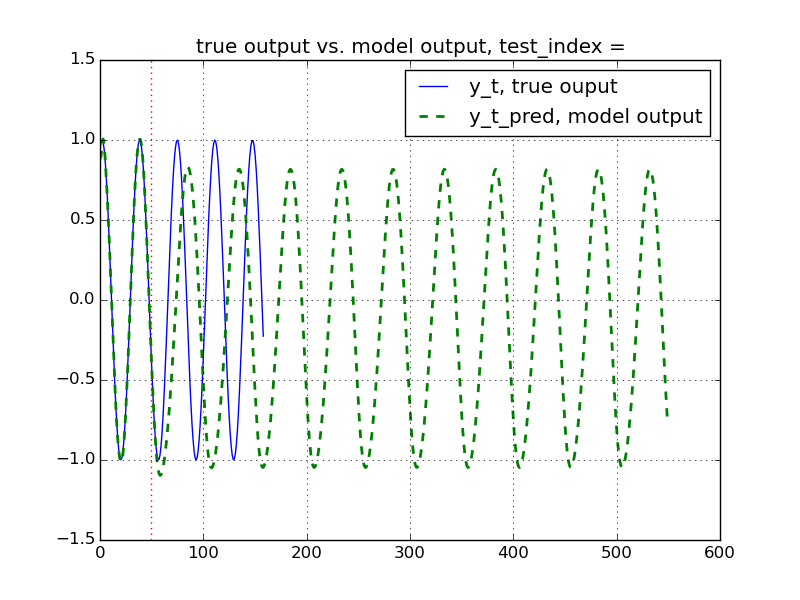 true output vs. model output, test_index =
y_t, true ouput
y_t_pred, model output
1.5
1.0
0.5
0.0
−0.5
−1.0
−1.5
0 100 200 300 400 500 600